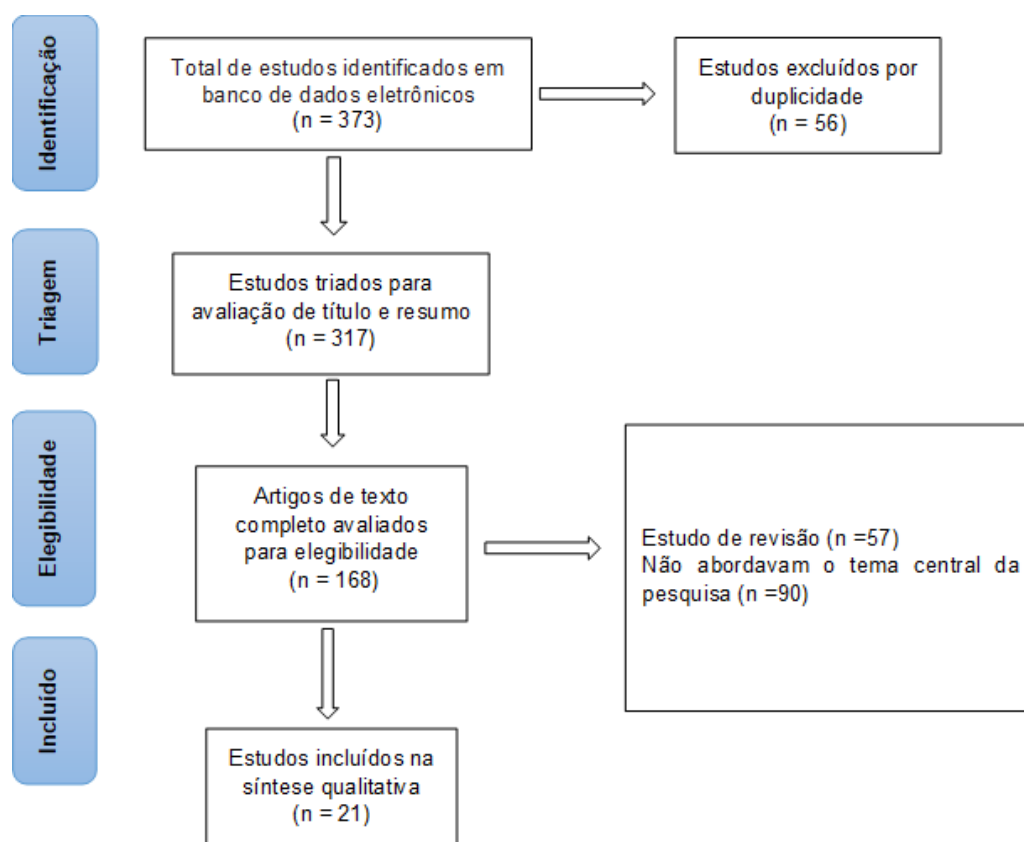 Identificação
Total de estudos identificados em
banco de dados eletrônicos
(n = 373)
Estudos excluídos por
duplicidade
(n = 56)
Triagem
Estudos triados para
avaliação de título e resumo
(n = 317)
Elegibilidade
Artigos de texto
completo avaliados
para elegibilidade
(n = 168)
Estudo de revisão (n =57)
Não abordavam o tema central da
pesquisa (n =90)
Incluído
Estudos incluídos na
síntese qualitativa
(n = 21)